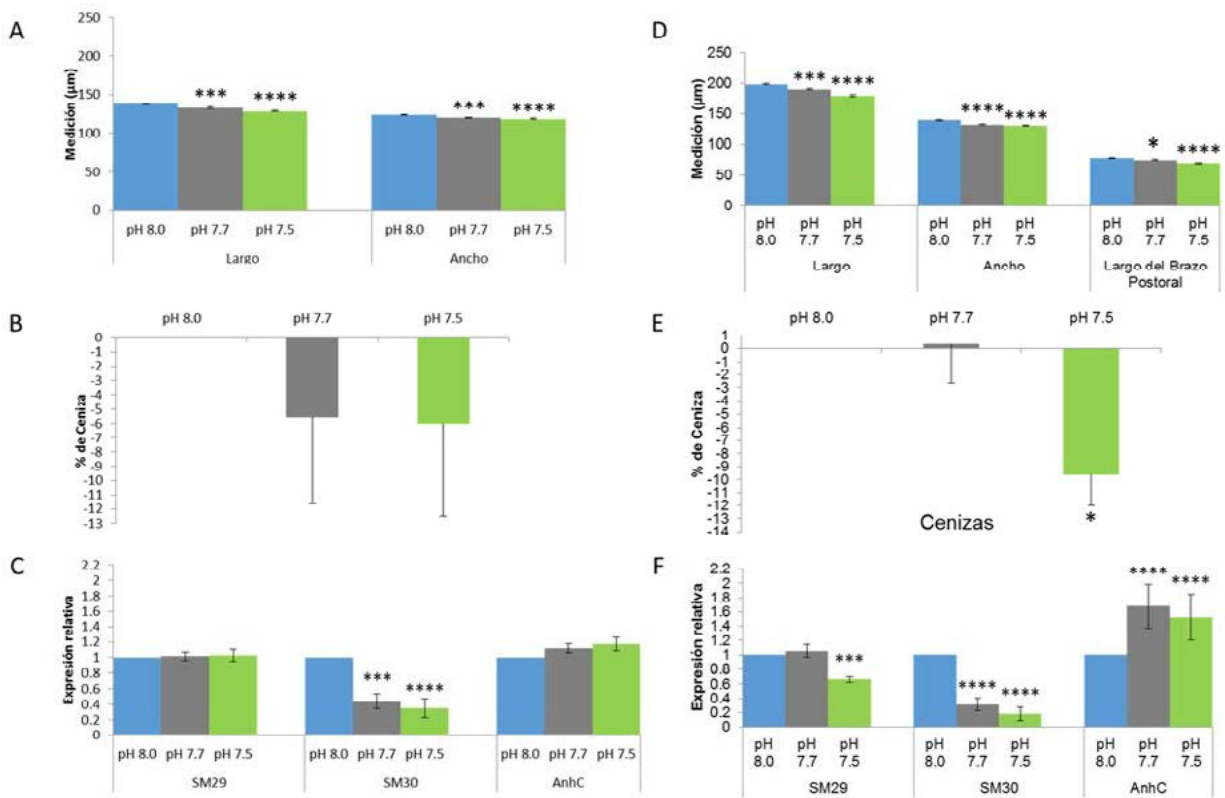 A
250
200
150
100
50
0
Medición (µm)
*** **** *** ****
pH 8.0 pH 7.7 pH 7.5 pH 8.0 pH 7.7 pH 7.5
Largo Ancho
D
250
200
150
100
50
0
Medición (µm)
*** **** **** **** * ****
pH pH pH pH pH pH pH pH pH
8.0 7.7 7.5 8.0 7.7 7.5 8.0 7.7 7.5
Largo Ancho Largo del Brazo
Postoral
B
pH 8.0 pH 7.7 pH 7.5
0
-1
-2
-3
-4
-5
-6
-7
-8
-9
-10
-11
-12
-13
% de Ceniza
E
pH 8.0 pH 7.7 pH 7.5
1
0
-1
-2
-3
-3
-4
-5
-6
-7
-8
-9
-9
-10
-11
-12
-13
-14
% de Ceniza
*
Cenizas
C
2.2
2
1.8
1.6
1.4
1.2
1
0.8
0.6
0.4
0.2
0
Expresión relativa
*** ****
pH 8.0 pH 7.7 pH 7.5 pH 8.0 pH 7.7 pH 7.5 pH 8.0 pH 7.7 pH 7.5
SM29 SM30 AnhC
F
2.2
2
1.8
1.6
1.4
1.2
1
0.8
0.6
0.4
0.2
0
Expresión relativa
*** **** **** **** ****
pH pH pH pH pH pH pH pH pH
8.0 7.7 7.5 8.0 7.7 7.5 8.0 7.7 7.5
SM29 SM30 AnhC